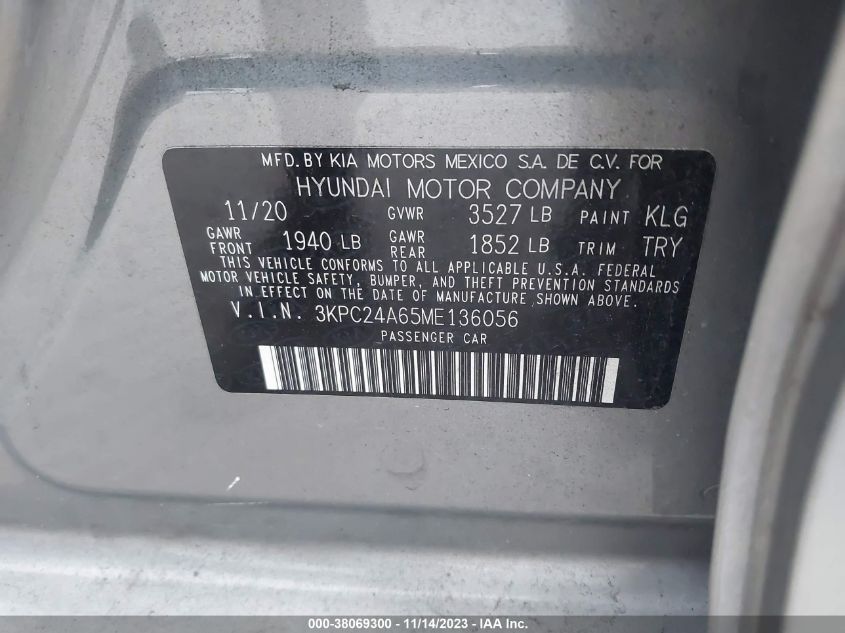 MFD. BY KIA MOTORS MEXICO S.A. DE C.V. FOR
HYUNDAI MOTOR COMPANY
11/20 GVWR 3527 LB PAINT KLG
GAWR FRONT 1940 LB GAWR REAR 1852 LB TRIM TRY
THIS VEHICLE CONFORMS TO ALL APPLICABLE U.S.A. FEDERAL
MOTOR VEHICLE SAFETY, BUMPER, AND THEFT PREVENTION STANDARDS
IN EFFECT ON THE DATE OF MANUFACTURE SHOWN ABOVE.
V.I.N. 3KPC24A65ME136056
PASSENGER CAR
000-38069300 - 11/14/2023 - IAA Inc.